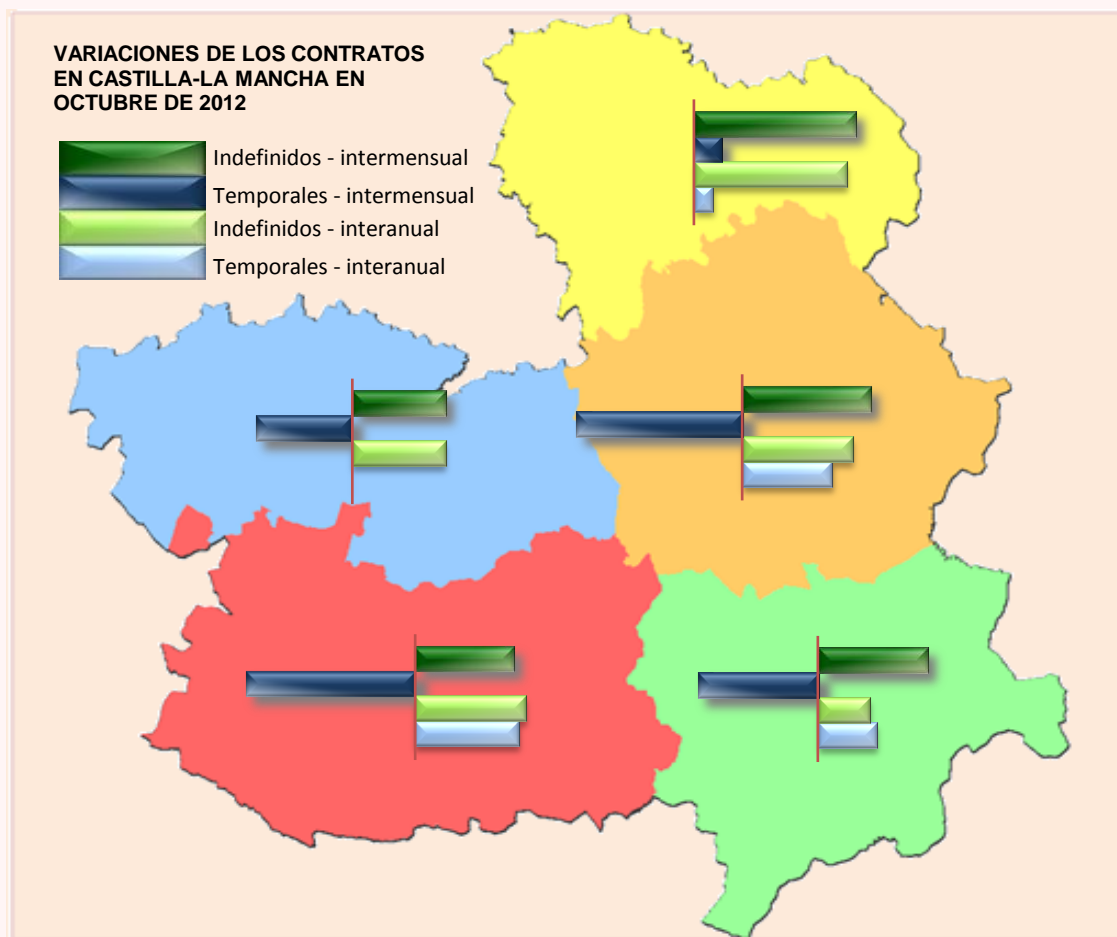 VARIACIONES DE LOS CONTRATOS
EN CASTILLA-LA MANCHA EN
OCTUBRE DE 2012
Indefinidos - intermensual
Temporales - intermensual
Indefinidos - interanual
Temporales - interanual